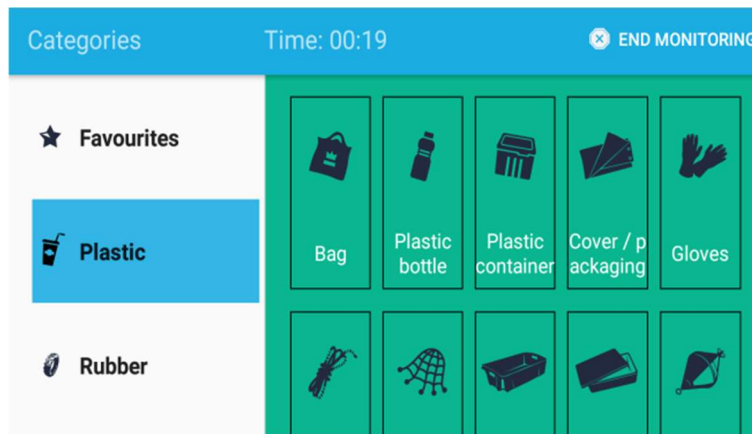 Categories
Time: 00:19
END MONITORING
Favourites
Plastic
Rubber
Bag
Plastic
bottle
Plastic
container
Cover / p
ackaging
Gloves